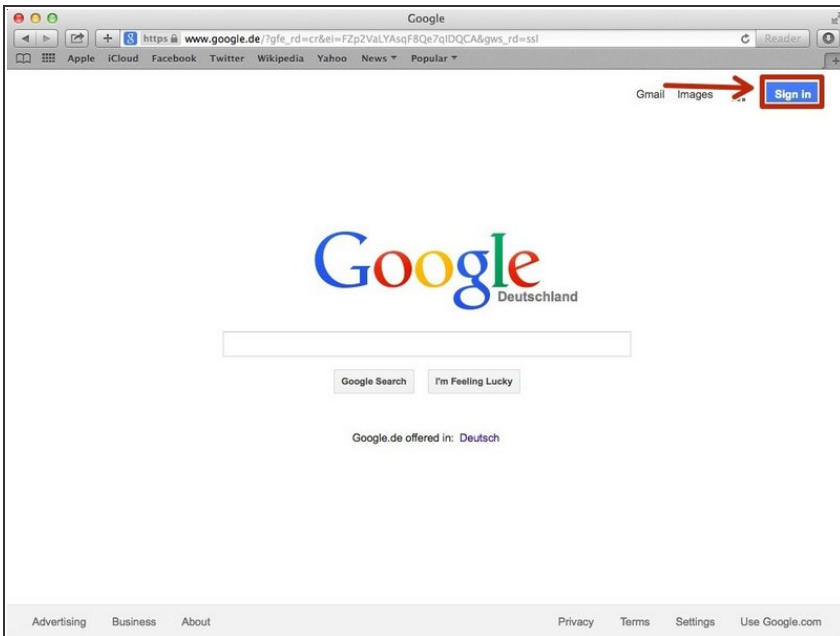 Google
https www.google.de/?gfe_rd=cr&ei=FZp2VaLYAsqF8Qe7qIDQCA&gws_rd=ssl Reader
Apple iCloud Facebook Twitter Wikipedia Yahoo News Popular
Gmail Images Sign in
Google
Deutschland
Google Search I'm Feeling Lucky
Google.de offered in: Deutsch
Advertising Business About Privacy Terms Settings Use Google.com